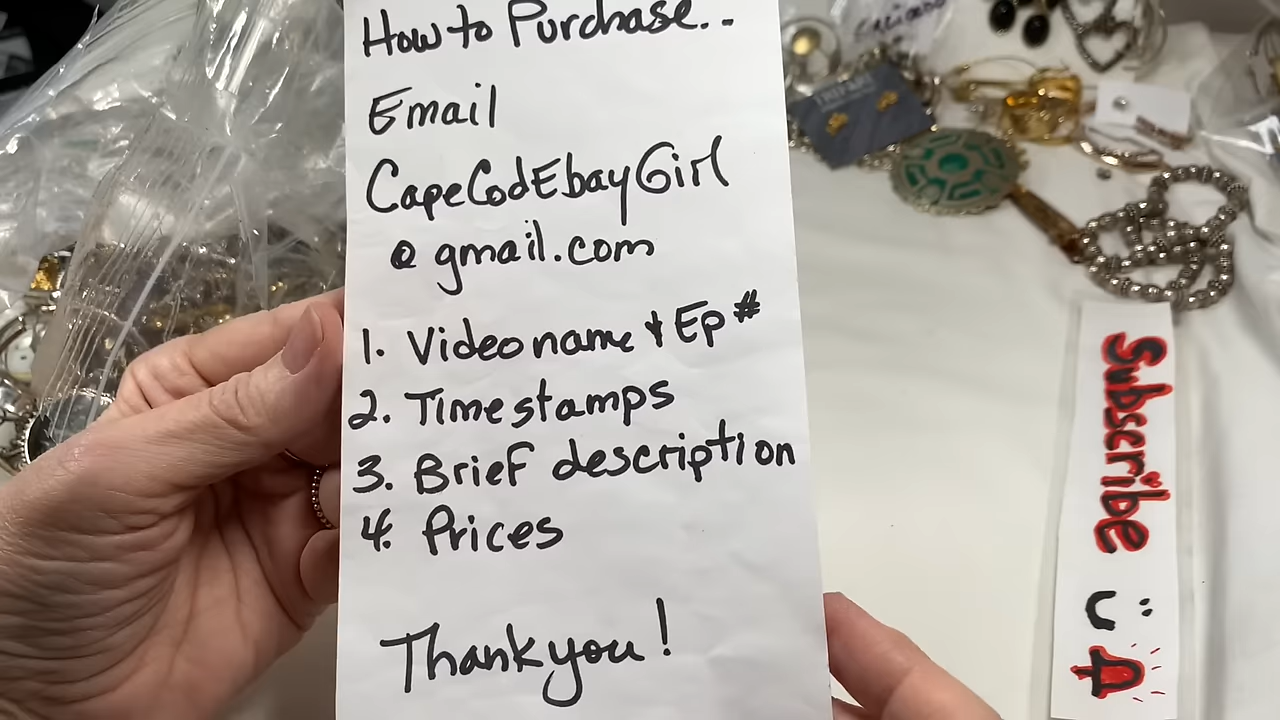 How to Purchase..
Email
CapeCodEbayGirl
@ gmail.com
1. Video name & Ep #
2. Timestamps
3. Brief description
4. Prices
Thank you!
Subscribe